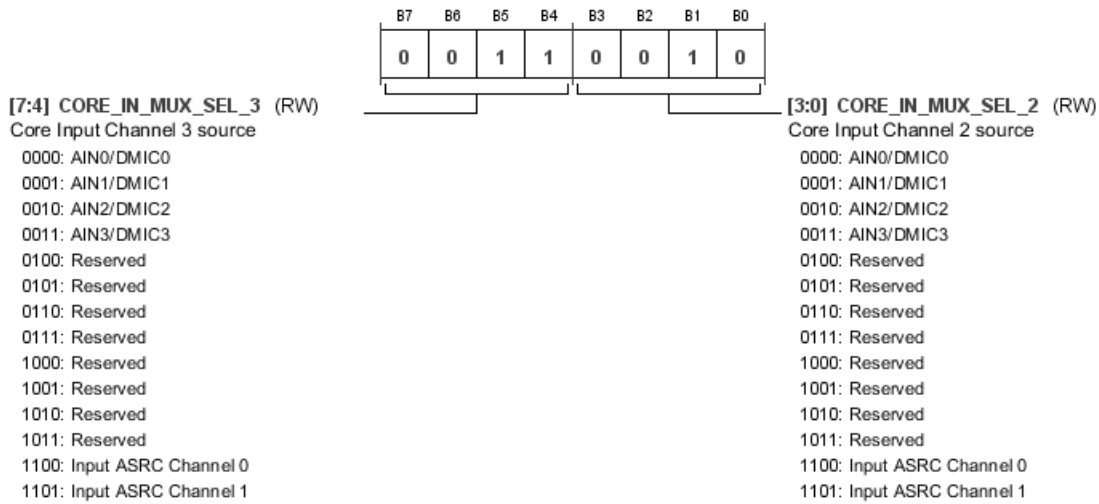 B7 B6 B5 B4 B3 B2 B1 B0
0 0 1 1 0 0 1 0
[7:4] CORE_IN_MUX_SEL_3 (RW)
Core Input Channel 3 source
0000: AIN0/DMIC0
0001: AIN1/DMIC1
0010: AIN2/DMIC2
0011: AIN3/DMIC3
0100: Reserved
0101: Reserved
0110: Reserved
0111: Reserved
1000: Reserved
1001: Reserved
1010: Reserved
1011: Reserved
1100: Input ASRC Channel 0
1101: Input ASRC Channel 1
[3:0] CORE_IN_MUX_SEL_2 (RW)
Core Input Channel 2 source
0000: AIN0/DMIC0
0001: AIN1/DMIC1
0010: AIN2/DMIC2
0011: AIN3/DMIC3
0100: Reserved
0101: Reserved
0110: Reserved
0111: Reserved
1000: Reserved
1001: Reserved
1010: Reserved
1011: Reserved
1100: Input ASRC Channel 0
1101: Input ASRC Channel 1